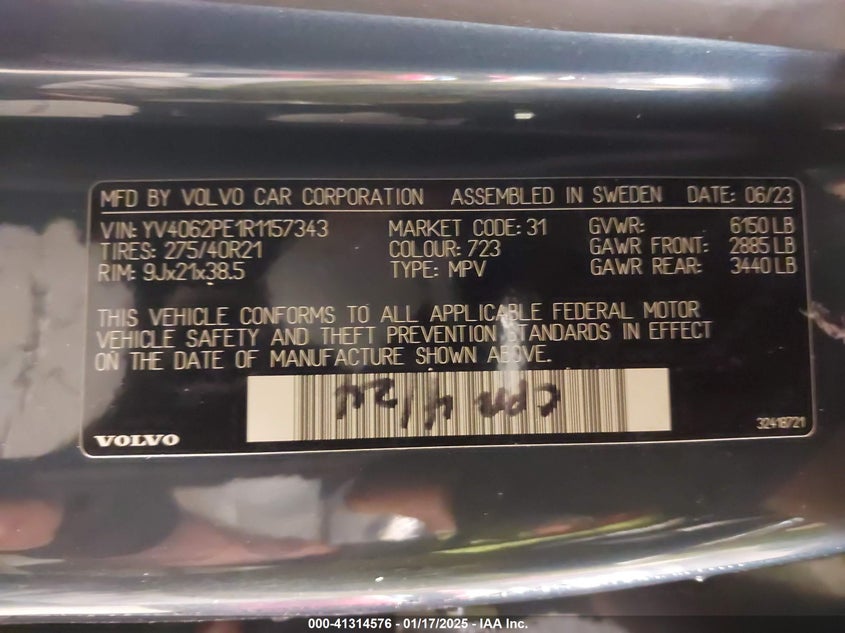 MFD BY VOLVO CAR CORPORATION ASSEMBLED IN SWEDEN DATE: 06/23
VIN: YV4062PE1R1157343 MARKET CODE: 31 GVWR: 6150 LB
TIRES: 275/40R21 COLOUR: 723 GAWR FRONT: 2885 LB
RIM: 9Jx21x38.5 TYPE: MPV GAWR REAR: 3440 LB
THIS VEHICLE CONFORMS TO ALL APPLICABLE FEDERAL MOTOR
VEHICLE SAFETY AND THEFT PREVENTION STANDARDS IN EFFECT
ON THE DATE OF MANUFACTURE SHOWN ABOVE.
VOLVO 32418721
000-41314576 - 01/17/2025 - IAA Inc.